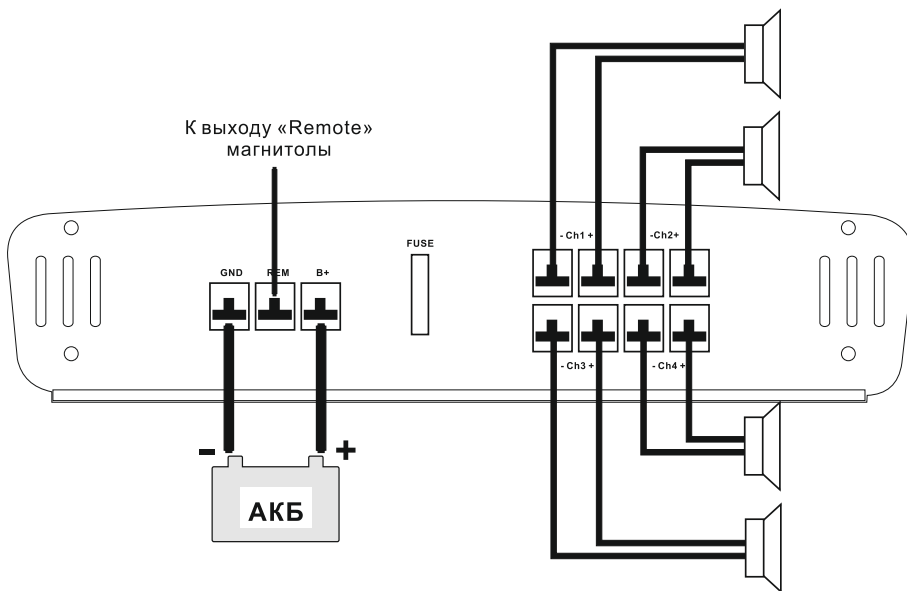 К выходу «Remote»
магнитолы
FUSE
GND REM B+
- Ch1 + -Ch2+
- Ch3 + - Ch4 +
- +
АКБ